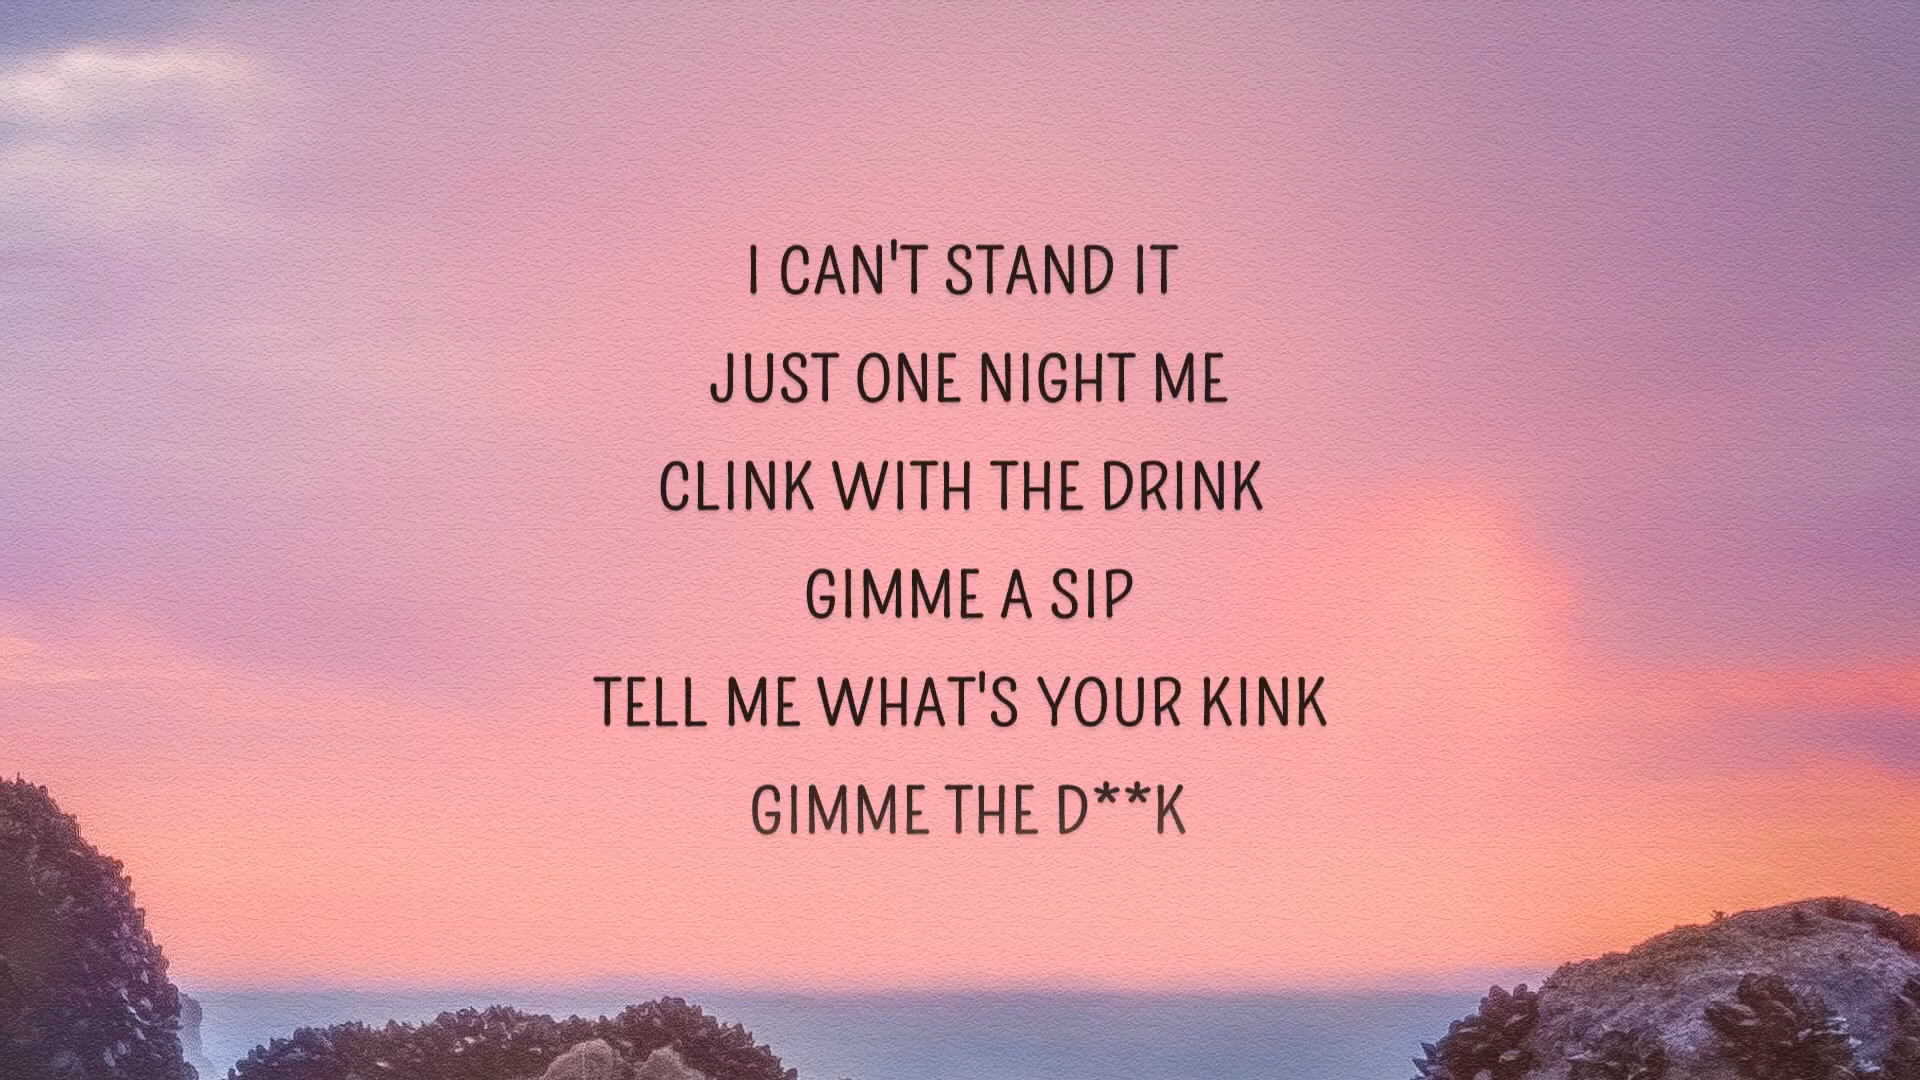 I CAN'T STAND IT
JUST ONE NIGHT ME
CLINK WITH THE DRINK
GIMME A SIP
TELL ME WHAT'S YOUR KINK
GIMME THE D**K